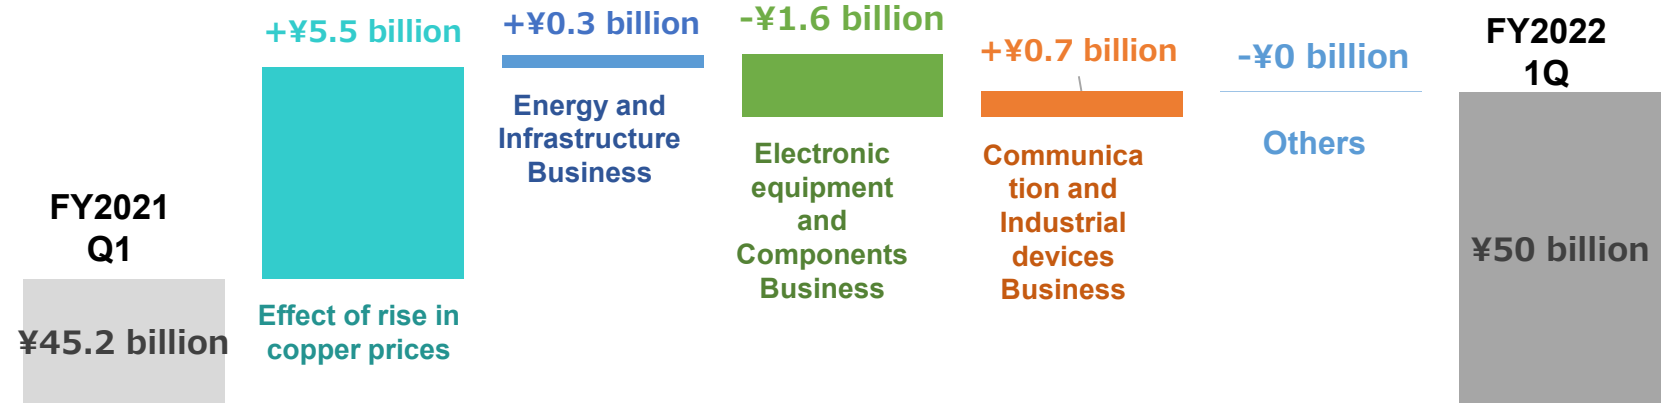 FY2021
Q1
¥45.2 billion
+¥5.5 billion
Effect of rise in
copper prices
+¥0.3 billion
Energy and
Infrastructure
Business
-¥1.6 billion
Electronic
equipment
and
Components
Business
+¥0.7 billion
Communica
tion and
Industrial
devices
Business
-¥0 billion
Others
FY2022
1Q
¥50 billion